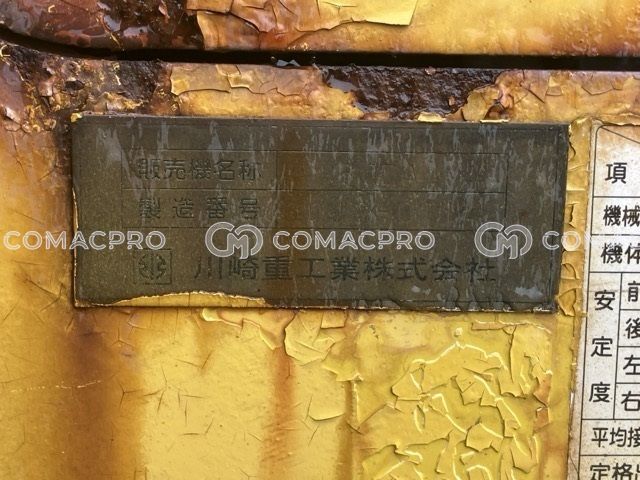 販売機名称
製造番号
COMACPRO COMACPRO
川崎重工業株式会社
項
機械
機体
安定度
前
後
左
右
平均接
定格出